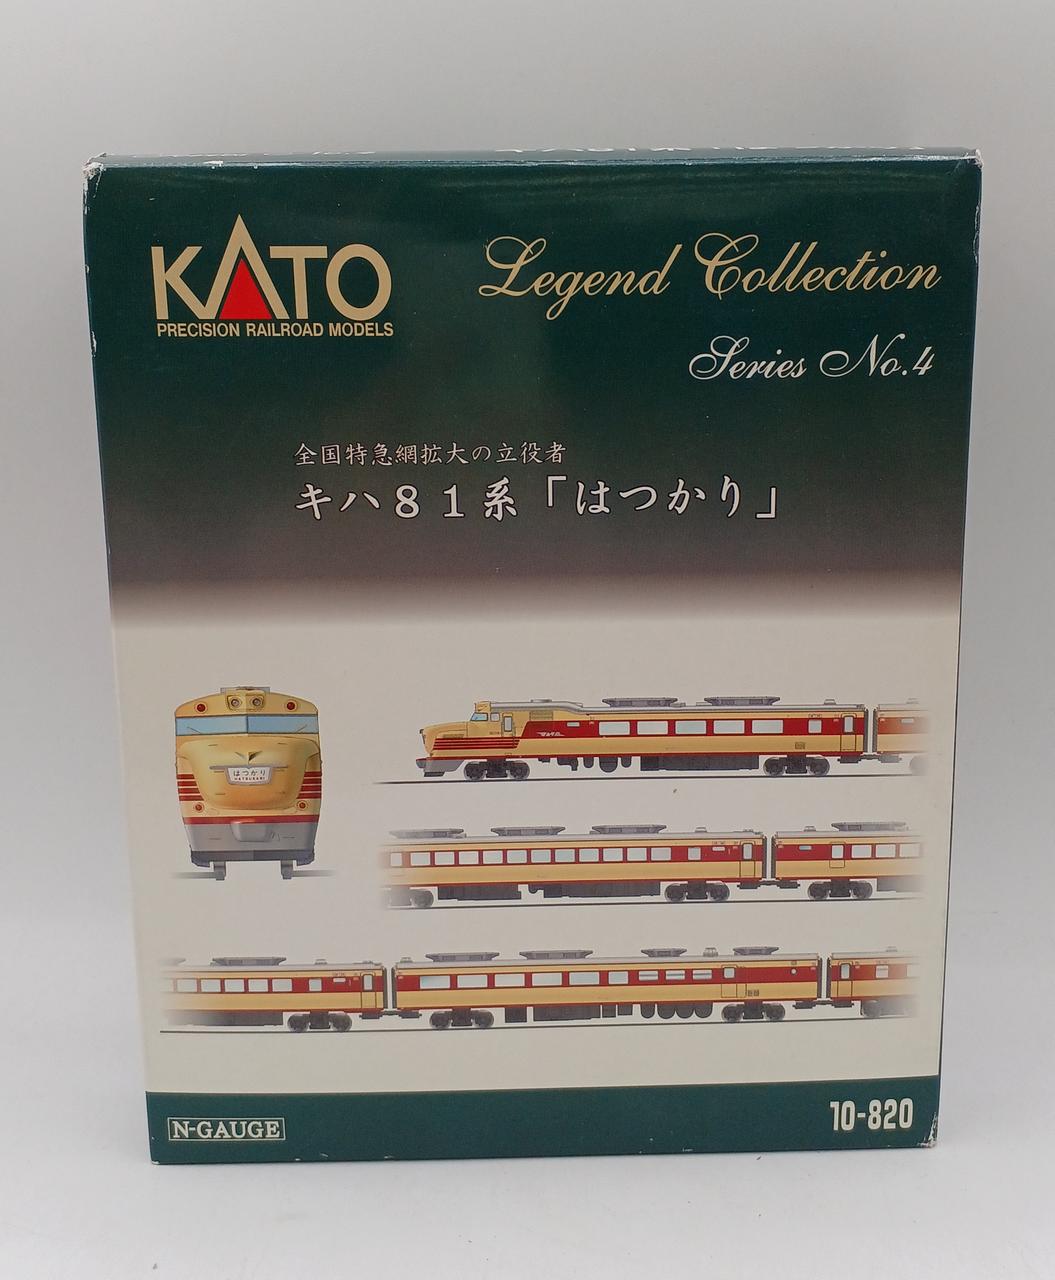 KATO
PRECISION RAILROAD MODELS
Legend Collection
Series No.4
全国特急網拡大の立役者
キハ８１系「はつかり」
はつかり
HATSUKARI
N-GAUGE
10-820